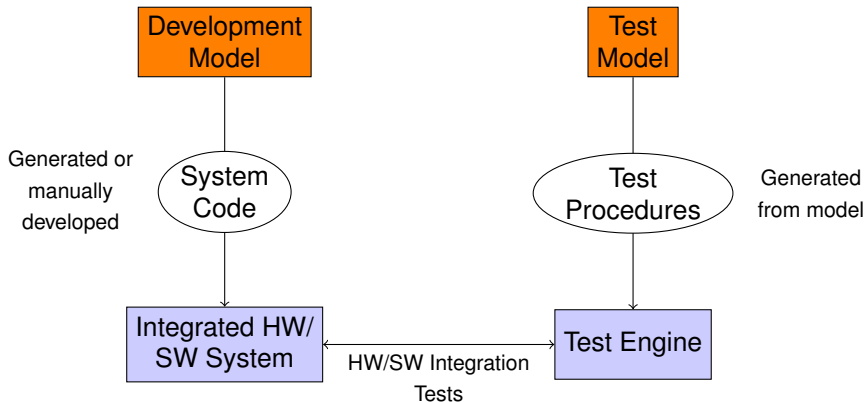 Development
Model
Test
Model
Generated or
manually
developed
System
Code
Test
Procedures
Generated
from model
Integrated HW/
SW System
HW/SW Integration
Tests
Test Engine